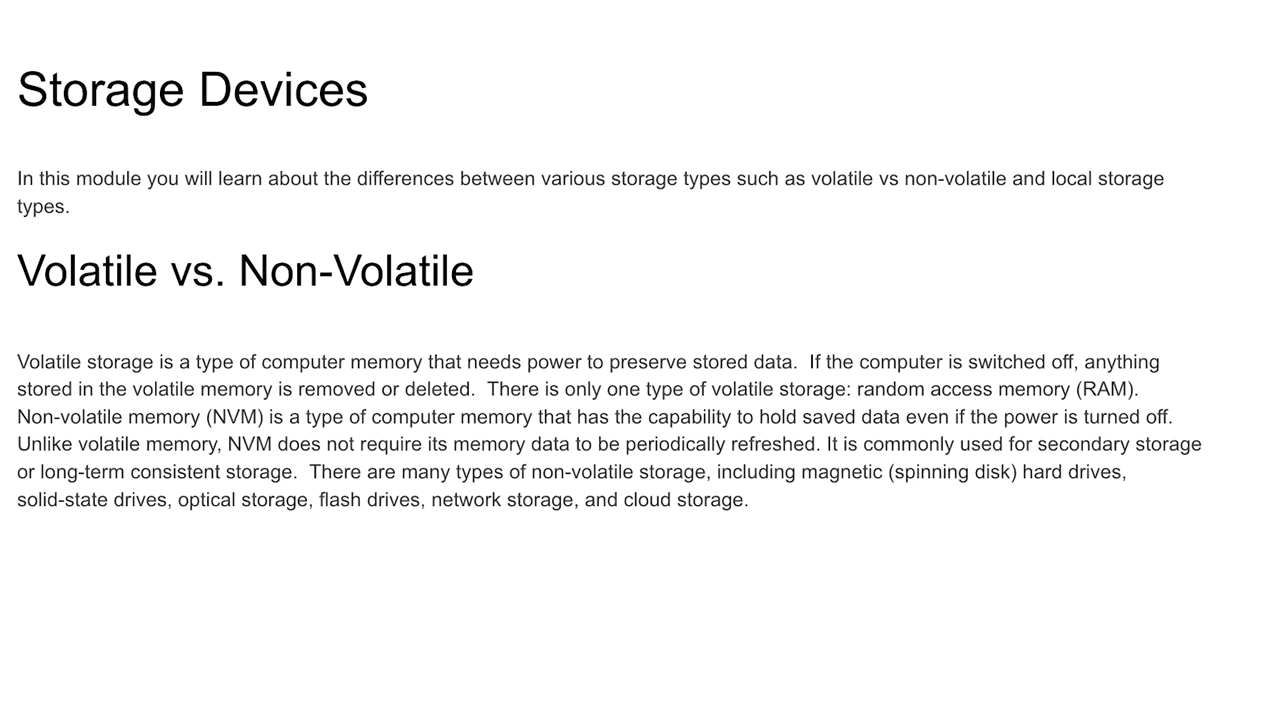 Storage Devices
In this module you will learn about the differences between various storage types such as volatile vs non-volatile and local storage
types.
Volatile vs. Non-Volatile
Volatile storage is a type of computer memory that needs power to preserve stored data.  If the computer is switched off, anything
stored in the volatile memory is removed or deleted.  There is only one type of volatile storage: random access memory (RAM).
Non-volatile memory (NVM) is a type of computer memory that has the capability to hold saved data even if the power is turned off.
Unlike volatile memory, NVM does not require its memory data to be periodically refreshed. It is commonly used for secondary storage
or long-term consistent storage.  There are many types of non-volatile storage, including magnetic (spinning disk) hard drives,
solid-state drives, optical storage, flash drives, network storage, and cloud storage.